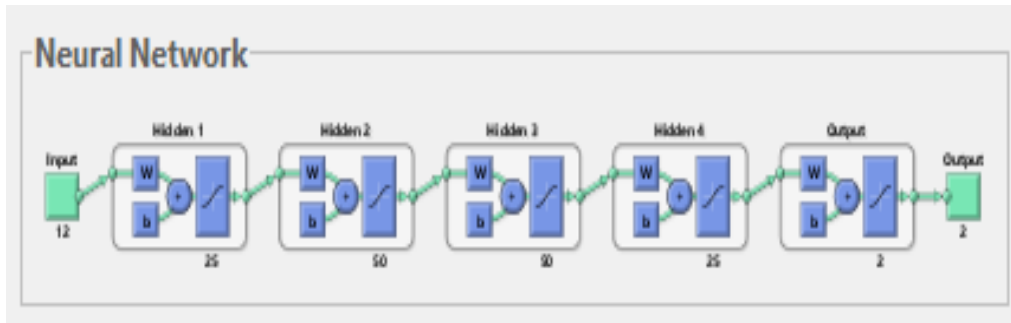 Neural Network
Hidden 1
Hidden 2
Hidden 3
Hidden 4
Output
Input
Output
W
W
W
W
W
+
+
+
+
+
b
b
b
b
b
12
2
25
50
50
25
2